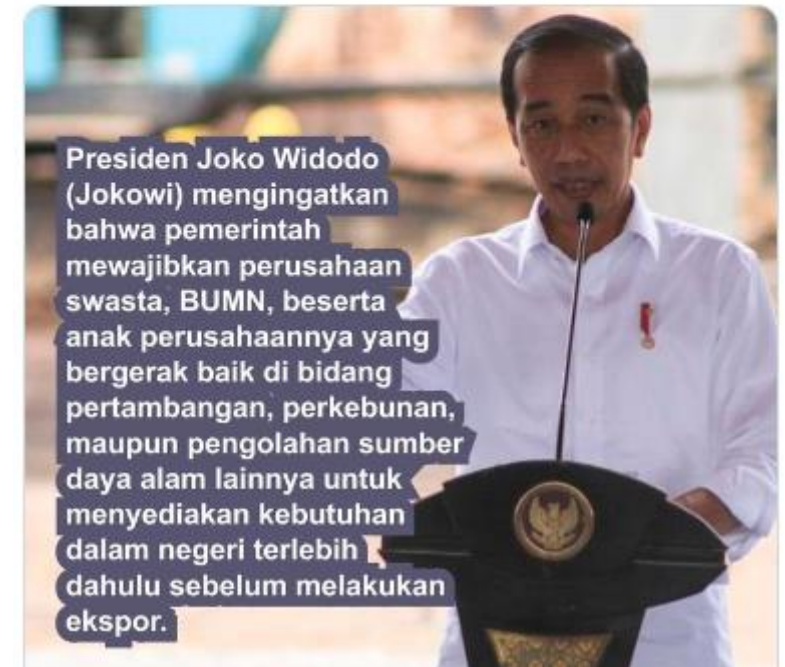 Presiden Joko Widodo
(Jokowi) mengingatkan
bahwa pemerintah
mewajibkan perusahaan
swasta, BUMN, beserta
anak perusahaannya yang
bergerak baik di bidang
pertambangan, perkebunan,
maupun pengolahan sumber
daya alam lainnya untuk
menyediakan kebutuhan
dalam negeri terlebih
dahulu sebelum melakukan
ekspor.